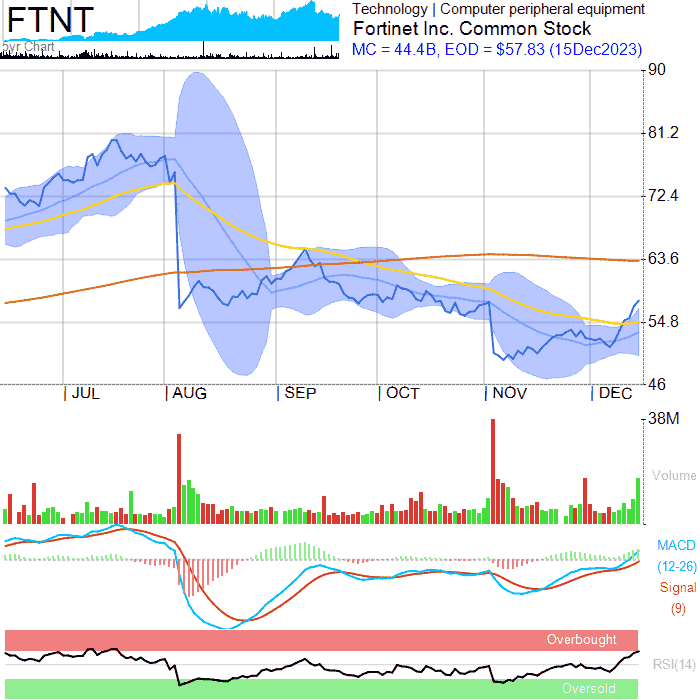 FTNT
5yr Chart
Technology | Computer peripheral equipment
Fortinet Inc. Common Stock
MC = 44.4B, EOD = $57.83 (15Dec2023)
90
81.2
72.4
63.6
54.8
46
| JUL | AUG | SEP | OCT | NOV | DEC
38M
Volume
MACD
(12-26)
Signal
(9)
Overbought
RSI(14)
Oversold